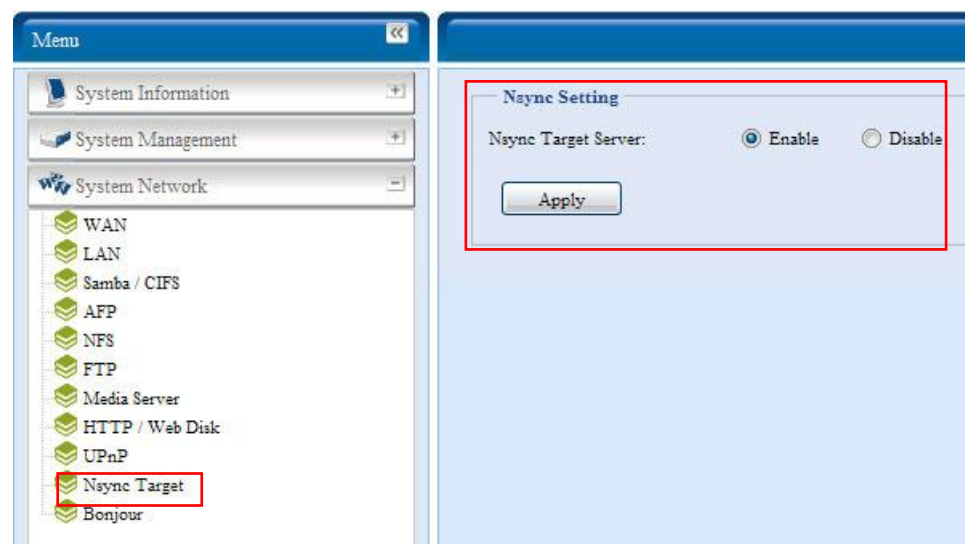 Menu
System Information
System Management
System Network
WAN
LAN
Samba / CIFS
AFP
NFS
FTP
Media Server
HTTP / Web Disk
UPnP
Nsync Target
Bonjour
Nsync Setting
Nsync Target Server: Enable Disable
Apply